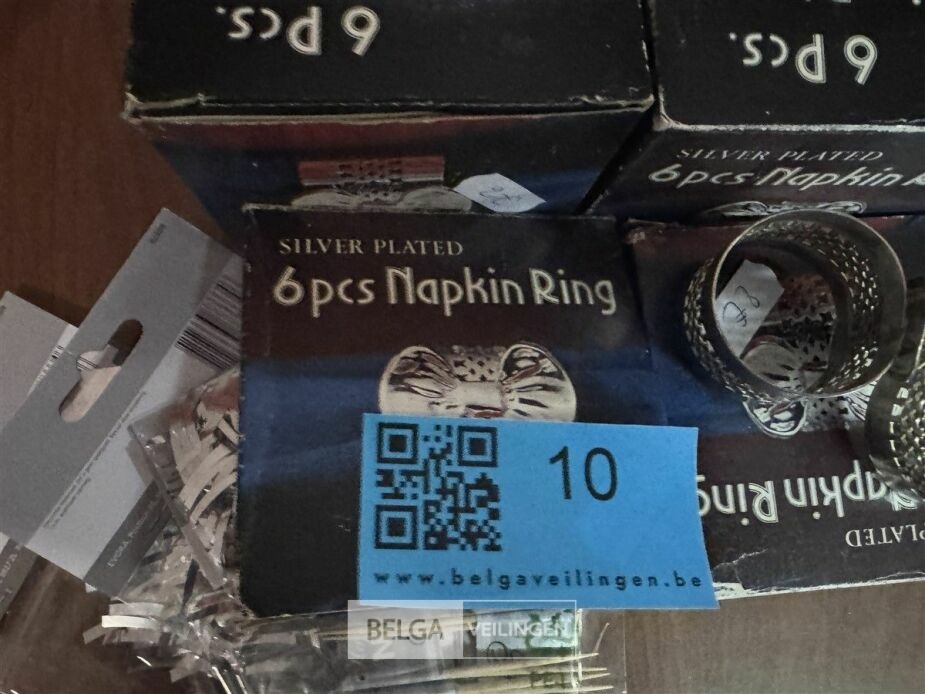 6 Pcs.
6 Pcs.
SILVER PLATED
6 pcs Napkin R
SILVER PLATED
6 pcs Napkin Ring
10
www.belgaveilingen.be
Napkin Ring
PLATED
BELGA VEILINGEN